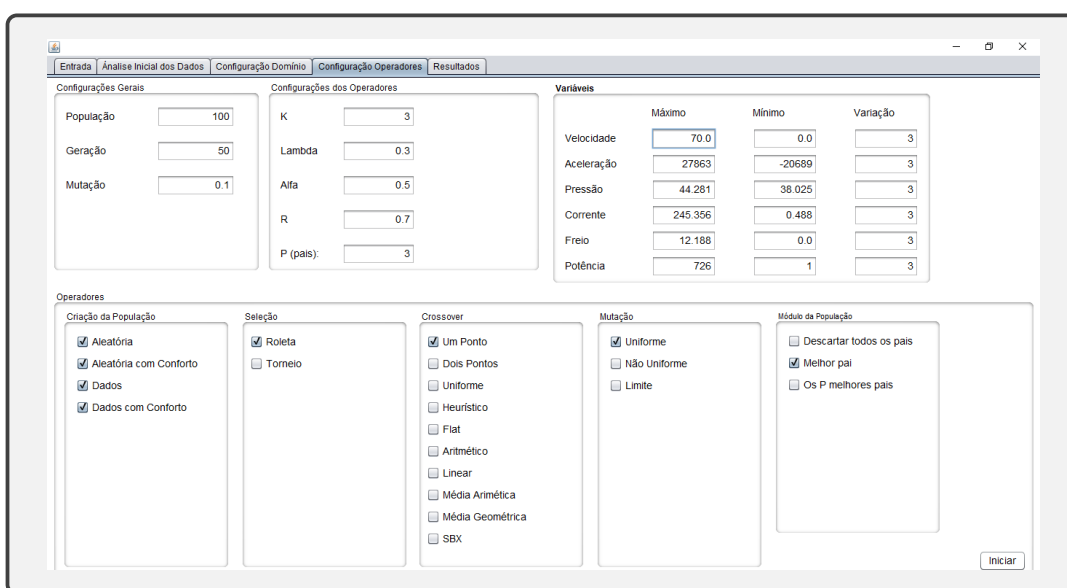 Entrada Ánalise Inicial dos Dados Configuração Domínio Configuração Operadores Resultados
Configurações Gerais
População 100
Geração 50
Mutação 0.1
Configurações dos Operadores
K 3
Lambda 0.3
Alfa 0.5
R 0.7
P (pais): 3
Variáveis
Máximo Mínimo Variação
Velocidade 70.0 0.0 3
Aceleração 27863 -20689 3
Pressão 44.281 38.025 3
Corrente 245.356 0.488 3
Freio 12.188 0.0 3
Potência 726 1 3
Operadores
Criação da População
Aleatória
Aleatória com Conforto
Dados
Dados com Conforto
Seleção
Roleta
Torneio
Crossover
Um Ponto
Dois Pontos
Uniforme
Heurístico
Flat
Aritmético
Linear
Média Arimética
Média Geométrica
SBX
Mutação
Uniforme
Não Uniforme
Limite
Módulo da População
Descartar todos os pais
Melhor pai
Os P melhores pais
Iniciar